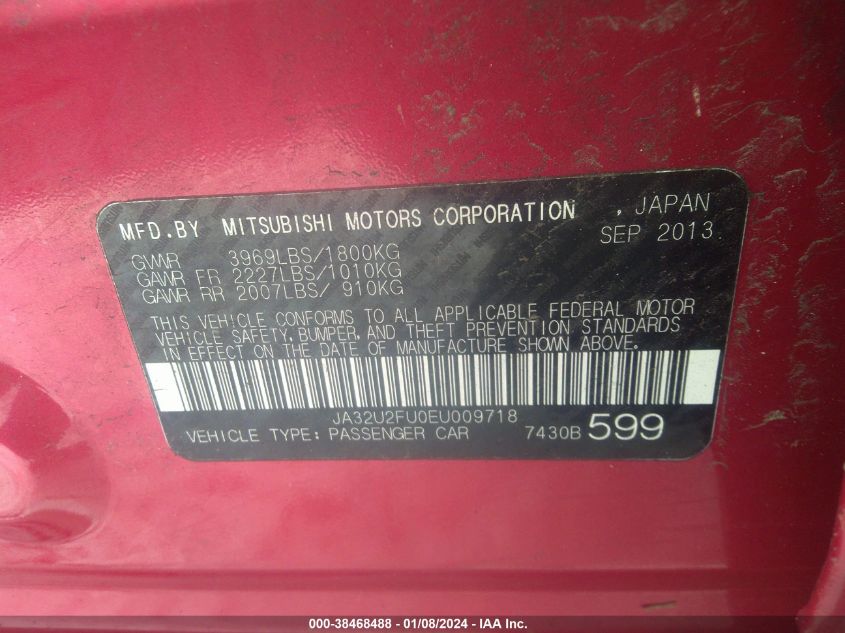 MFD.BY MITSUBISHI MOTORS CORPORATION , JAPAN
SEP 2013
GVWR 3969LBS/1800KG
GAWR FR 2227LBS/1010KG
GAWR RR 2007LBS/ 910KG
THIS VEHICLE CONFORMS TO ALL APPLICABLE FEDERAL MOTOR
VEHICLE SAFETY, BUMPER, AND THEFT PREVENTION STANDARDS
IN EFFECT ON THE DATE OF MANUFACTURE SHOWN ABOVE.
JA32U2FU0EU009718
VEHICLE TYPE: PASSENGER CAR 7430B 599
000-38468488 - 01/08/2024 - IAA Inc.